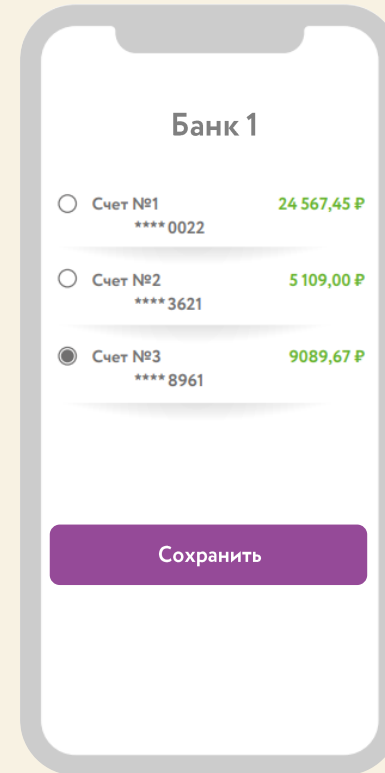 Банк 1
Счет №1 24 567,45 ₽
****0022
Счет №2 5 109,00 ₽
****3621
Счет №3 9089,67 ₽
****8961
Сохранить